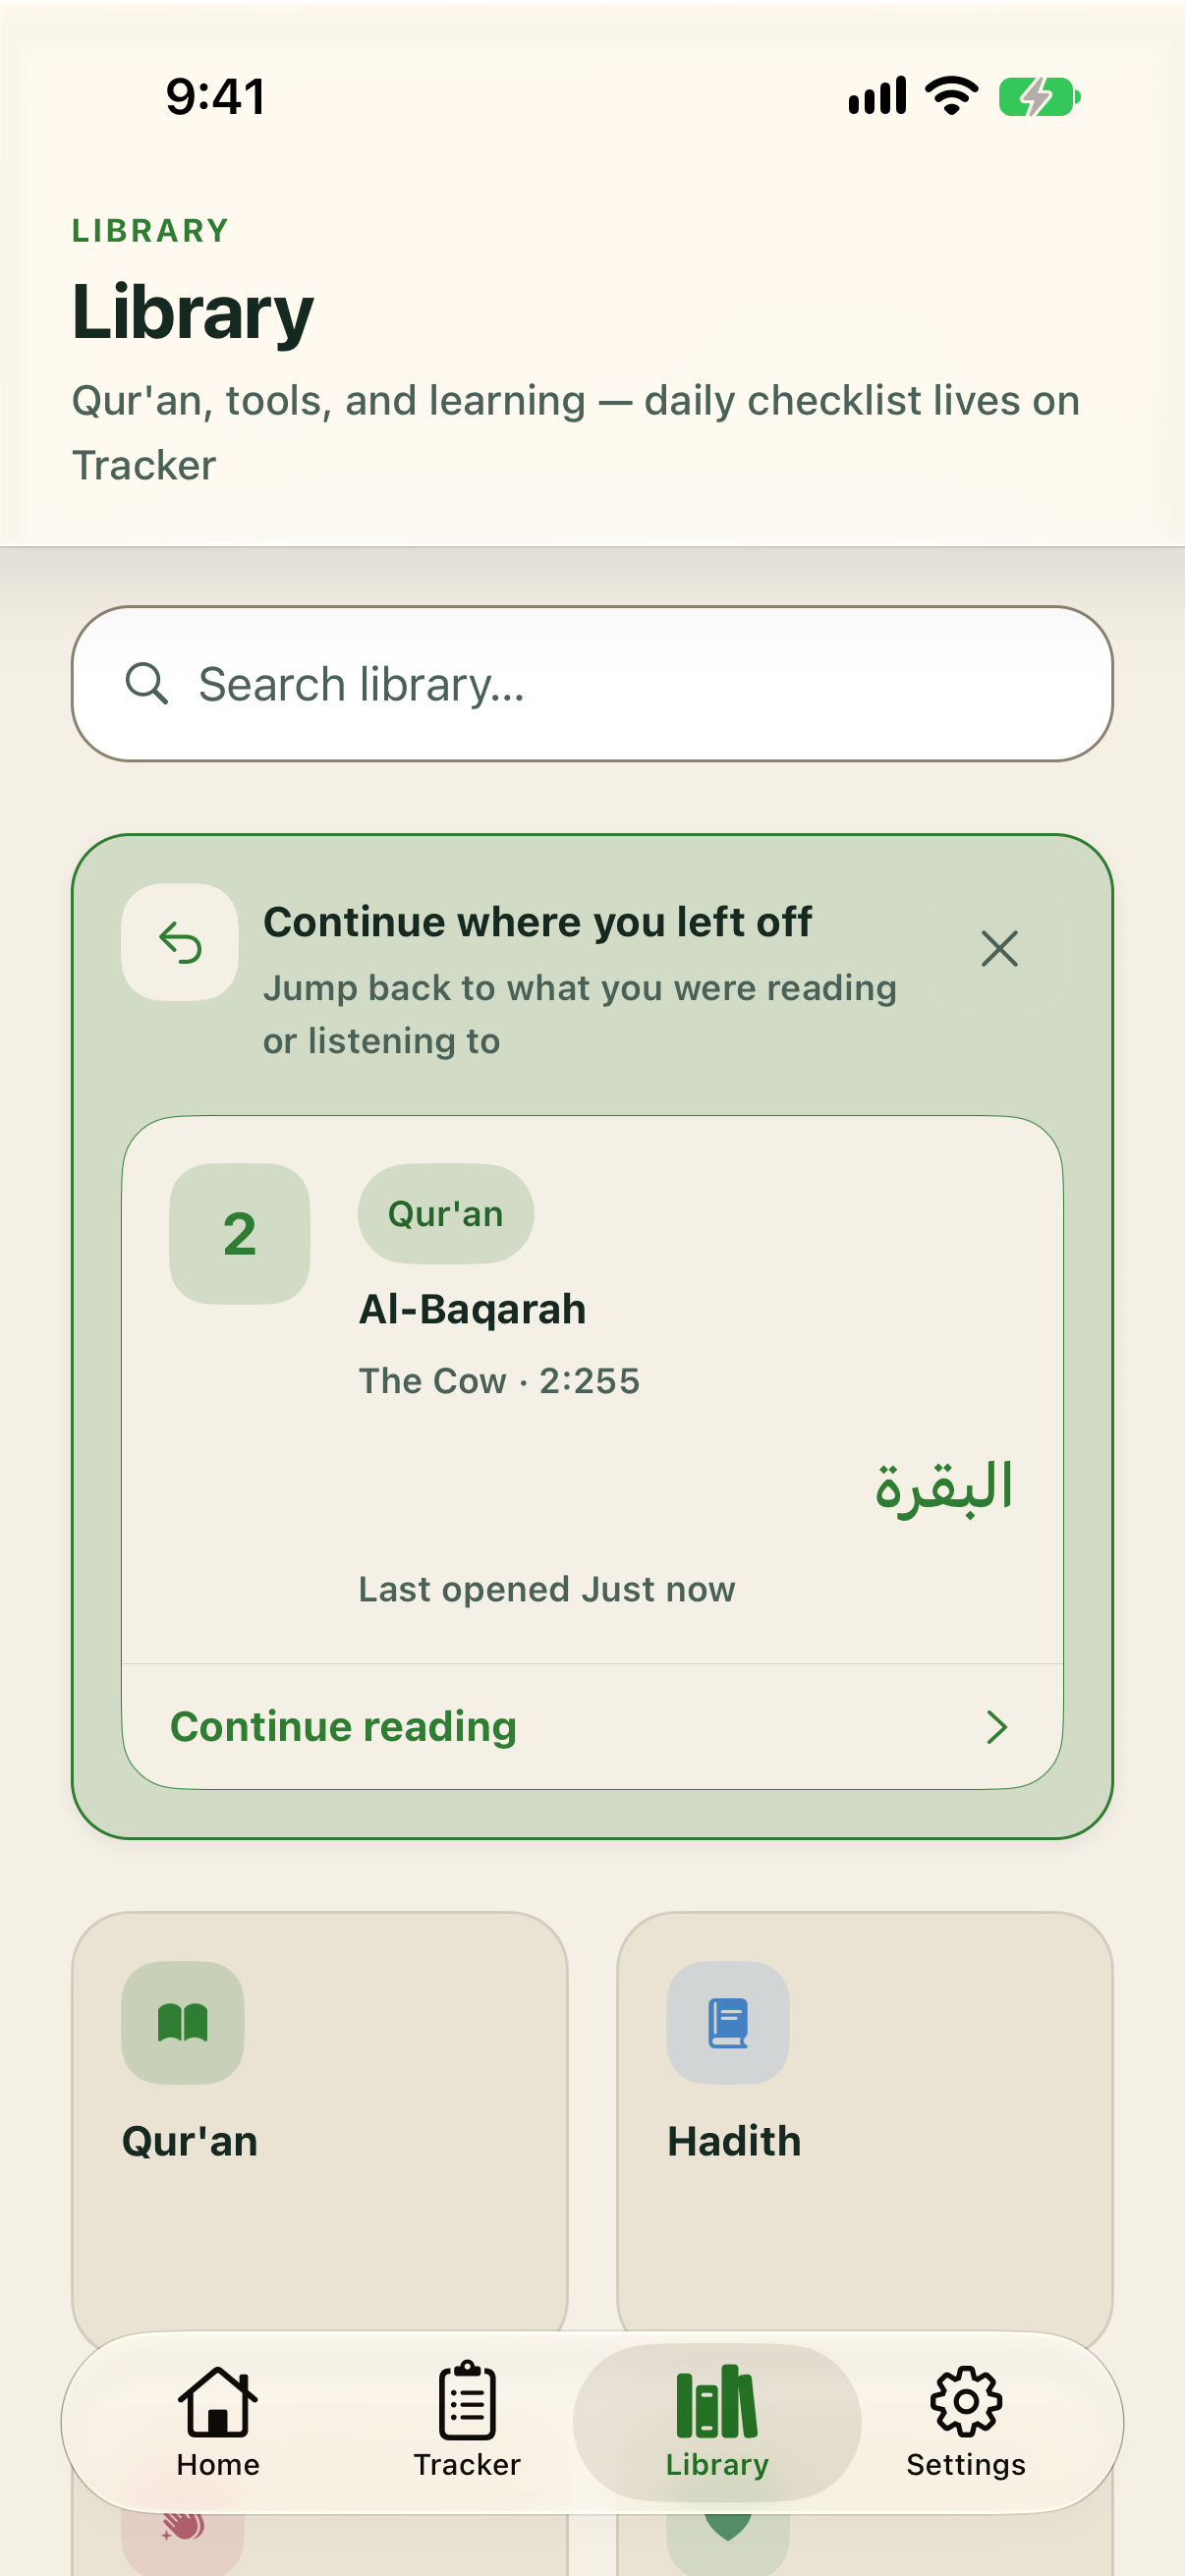 9:41
LIBRARY
Library
Qur'an, tools, and learning — daily checklist lives on
Tracker
Search library...
Continue where you left off
Jump back to what you were reading
or listening to
2
Qur'an
Al-Baqarah
The Cow · 2:255
البقرة
Last opened Just now
Continue reading
Qur'an
Hadith
Home
Tracker
Library
Settings